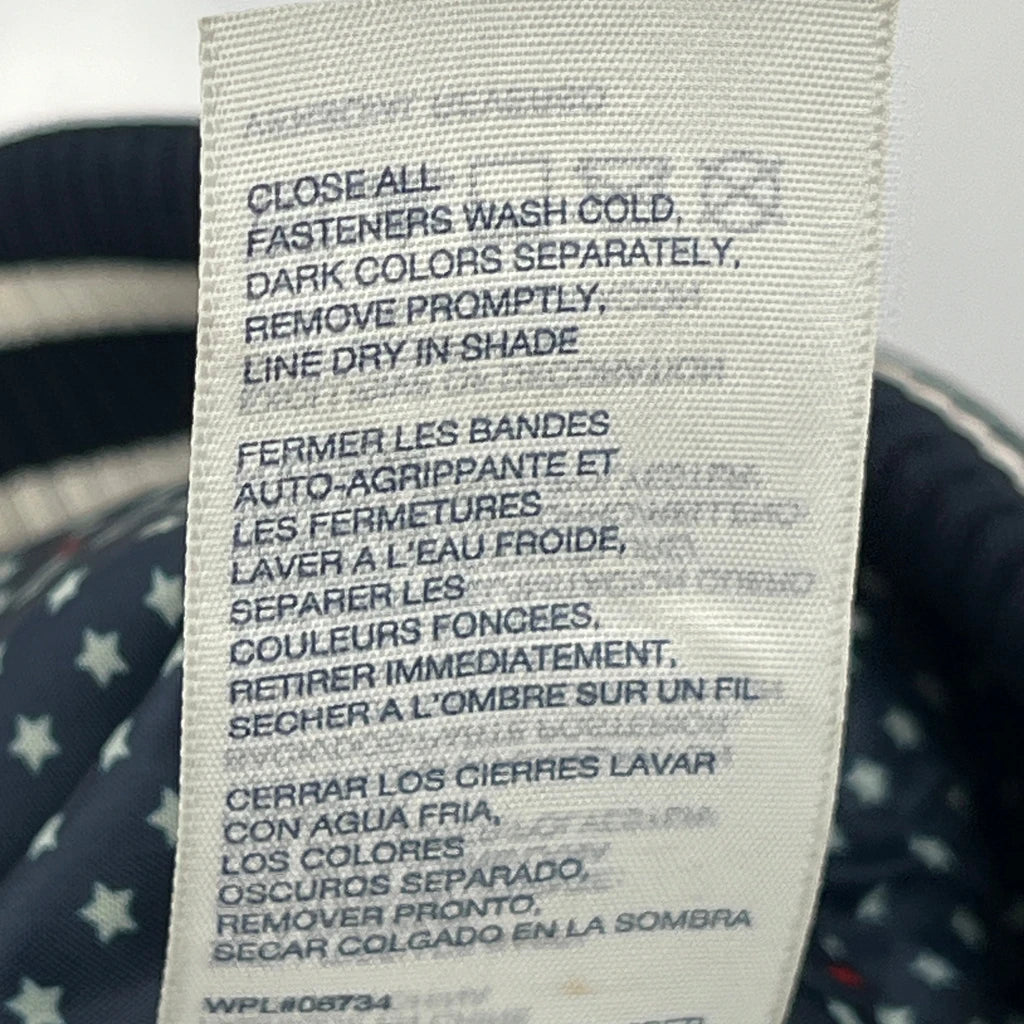 CLOSE ALL
FASTENERS WASH COLD,
DARK COLORS SEPARATELY,
REMOVE PROMPTLY,
LINE DRY IN SHADE
FERMER LES BANDES
AUTO-AGRIPPANTE ET
LES FERMETURES
LAVER A L'EAU FROIDE,
SEPARER LES
COULEURS FONCEES,
RETIRER IMMEDIATEMENT,
SECHER A L'OMBRE SUR UN FIL
CERRAR LOS CIERRES LAVAR
CON AGUA FRIA,
LOS COLORES
OSCUROS SEPARADO,
REMOVER PRONTO,
SECAR COLGADO EN LA SOMBRA
WPL#06734